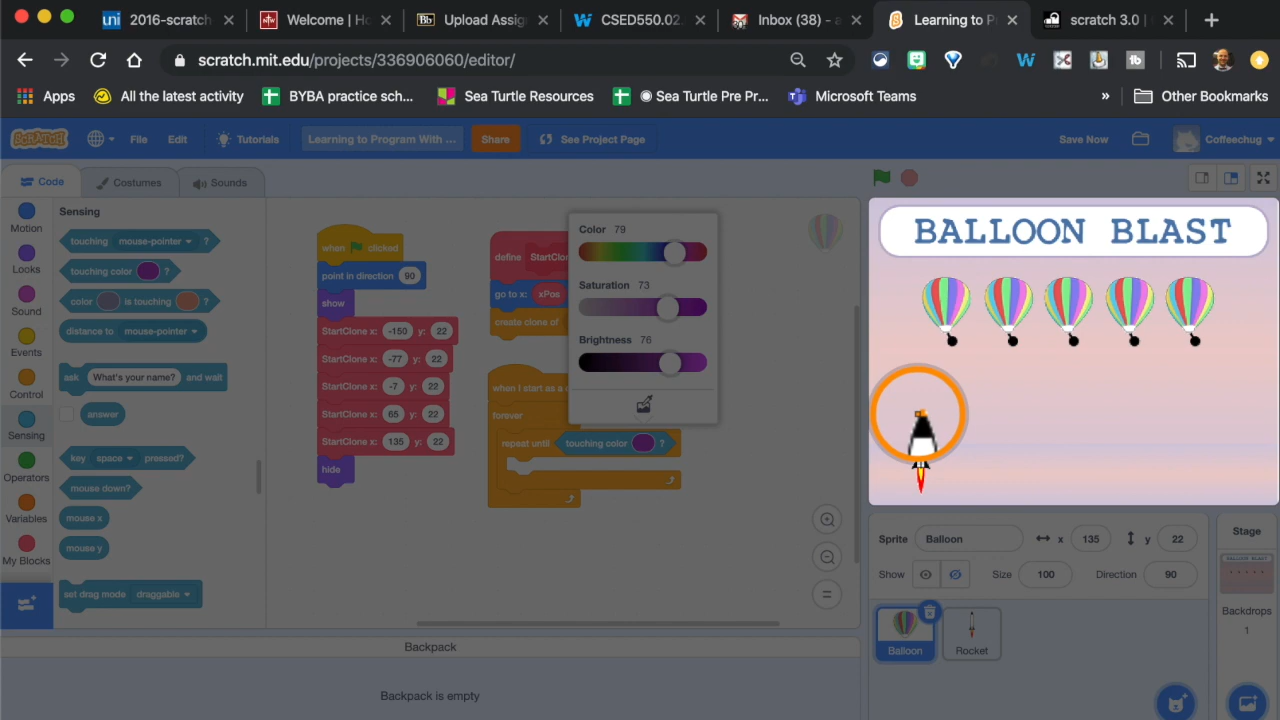 2016-scratch
Welcome | Ho
Upload Assig
CSED550.02.
Inbox (38) - a
Learning to P
scratch 3.0 |
scratch.mit.edu/projects/336906060/editor/
Apps
All the latest activity
BYBA practice sch...
Sea Turtle Resources
Sea Turtle Pre Pr...
Microsoft Teams
»
Other Bookmarks
SCRATCH
File
Edit
Tutorials
Learning to Program With ...
Share
See Project Page
Save Now
Coffeechug
Code
Costumes
Sounds
Motion
Looks
Sound
Events
Control
Sensing
Operators
Variables
My Blocks
Sensing
touching mouse-pointer ?
touching color ?
color is touching ?
distance to mouse-pointer
ask What's your name? and wait
answer
key space pressed?
mouse down?
mouse x
mouse y
set drag mode draggable
when clicked
point in direction 90
show
StartClone x: -150 y: 22
StartClone x: -77 y: 22
StartClone x: -7 y: 22
StartClone x: 65 y: 22
StartClone x: 135 y: 22
hide
define StartClon
go to x: xPos
create clone of
when I start as a c
forever
repeat until touching color ?
Color 79
Saturation 73
Brightness 76
BALLOON BLAST
Sprite Balloon x 135 y 22
Show Size 100 Direction 90
Balloon
Rocket
Stage
BALLOON BLAST
Backdrops
1
Backpack
Backpack is empty